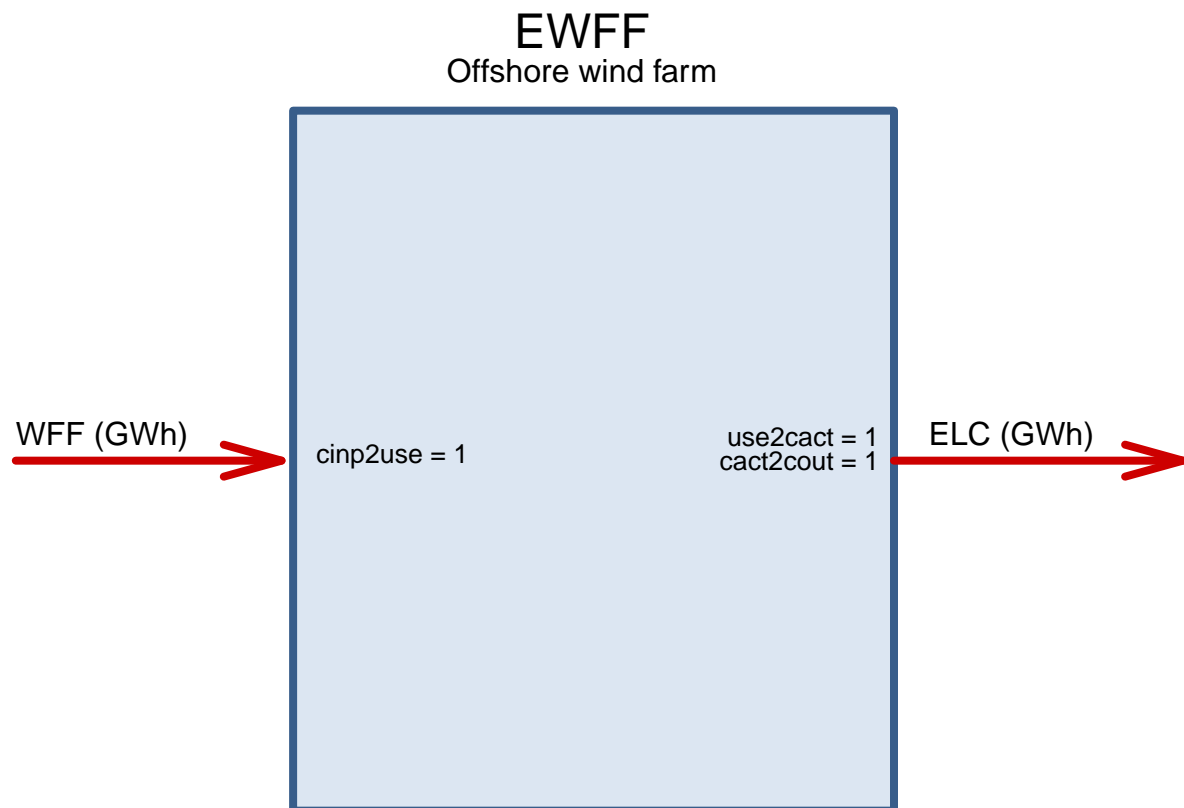 EWFF
Offshore wind farm
WFF (GWh)
cinp2use = 1
use2cact = 1
cact2cout = 1
ELC (GWh)